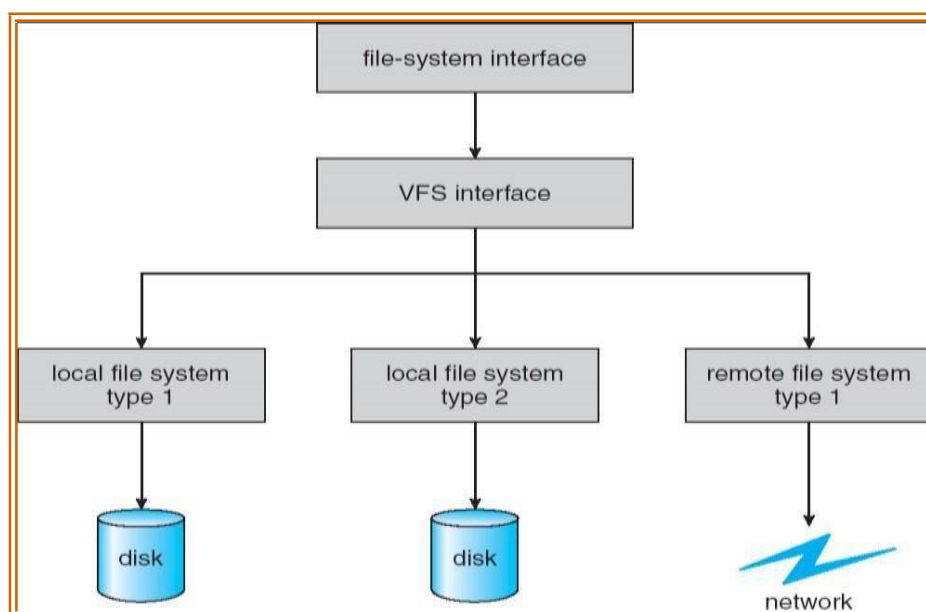 file-system interface
VFS interface
local file system
type 1
local file system
type 2
remote file system
type 1
disk
disk
network